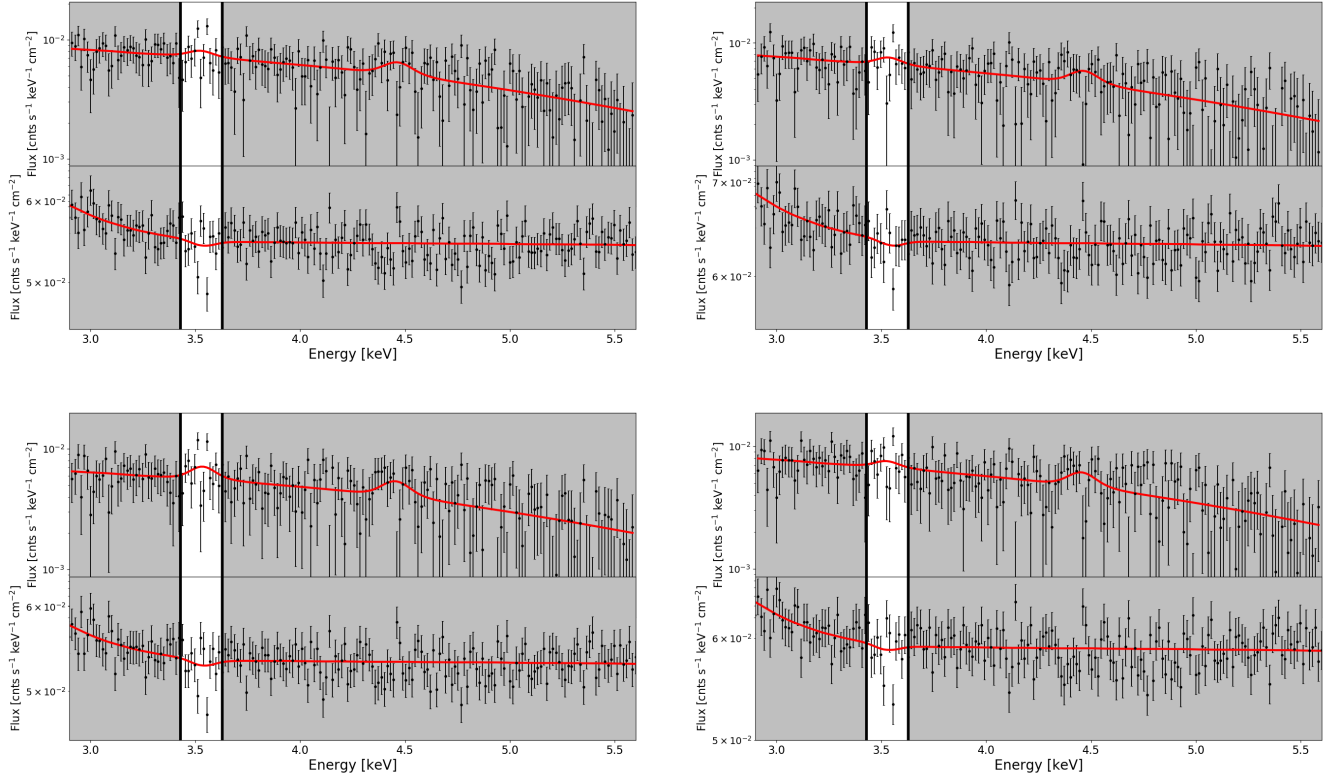 10⁻²
10⁻³
Flux [cnts s⁻¹ keV⁻¹ cm⁻²]
6 × 10⁻²
5 × 10⁻²
Flux [cnts s⁻¹ keV⁻¹ cm⁻²]
3.0 3.5 4.0 4.5 5.0 5.5
Energy [keV]
10⁻²
10⁻³
Flux [cnts s⁻¹ keV⁻¹ cm⁻²]
7 × 10⁻²
6 × 10⁻²
Flux [cnts s⁻¹ keV⁻¹ cm⁻²]
3.0 3.5 4.0 4.5 5.0 5.5
Energy [keV]
10⁻²
10⁻³
Flux [cnts s⁻¹ keV⁻¹ cm⁻²]
6 × 10⁻²
5 × 10⁻²
Flux [cnts s⁻¹ keV⁻¹ cm⁻²]
3.0 3.5 4.0 4.5 5.0 5.5
Energy [keV]
10⁻²
10⁻³
Flux [cnts s⁻¹ keV⁻¹ cm⁻²]
6 × 10⁻²
5 × 10⁻²
Flux [cnts s⁻¹ keV⁻¹ cm⁻²]
3.0 3.5 4.0 4.5 5.0 5.5
Energy [keV]